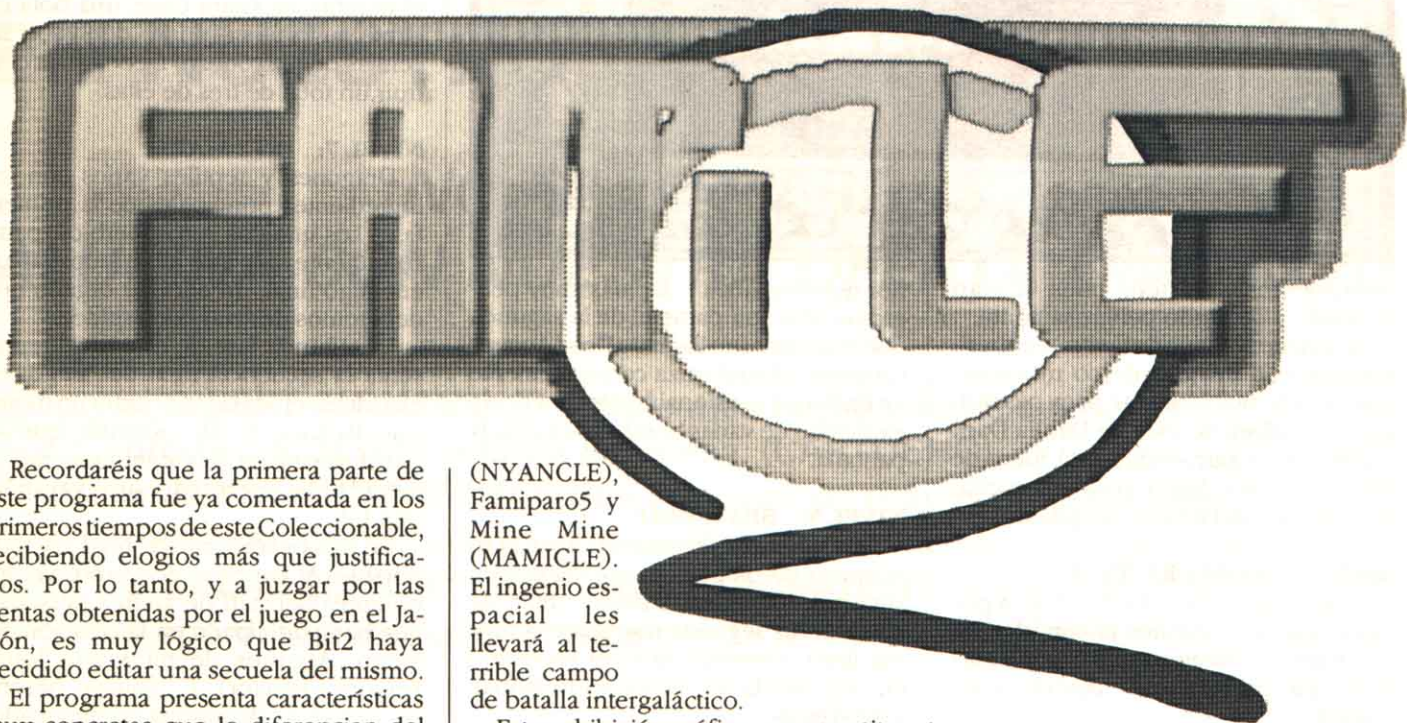 FAMICLE
Recordaréis que la primera parte de
ste programa fue ya comentada en los
rimeros tiempos de este Coleccionable,
ecibiendo elogios más que justifica-
os. Por lo tanto, y a juzgar por las
entas obtenidas por el juego en el Ja-
ón, es muy lógico que Bit2 haya
ecidido editar una secuela del mismo.
El programa presenta características
(NYANCLE),
Famiparo5 y
Mine Mine
(MAMICLE).
El ingenio es-
pacial les
llevará al te-
rrible campo
de batalla intergaláctico.